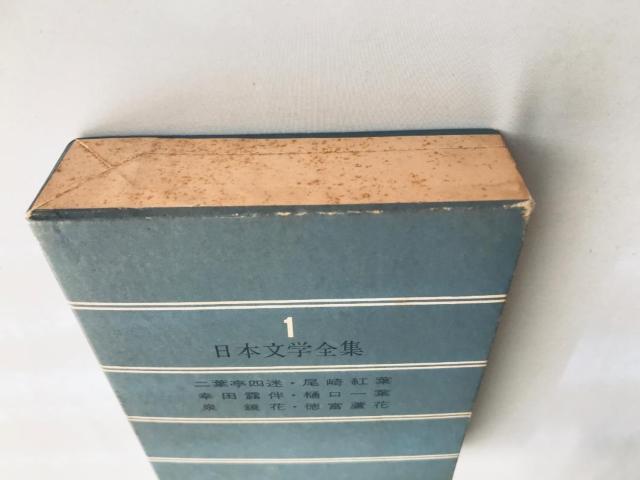 1
日本文学全集
二葉亭四迷・尾崎紅葉
幸田露伴・樋口一葉
泉鏡花・徳富蘆花